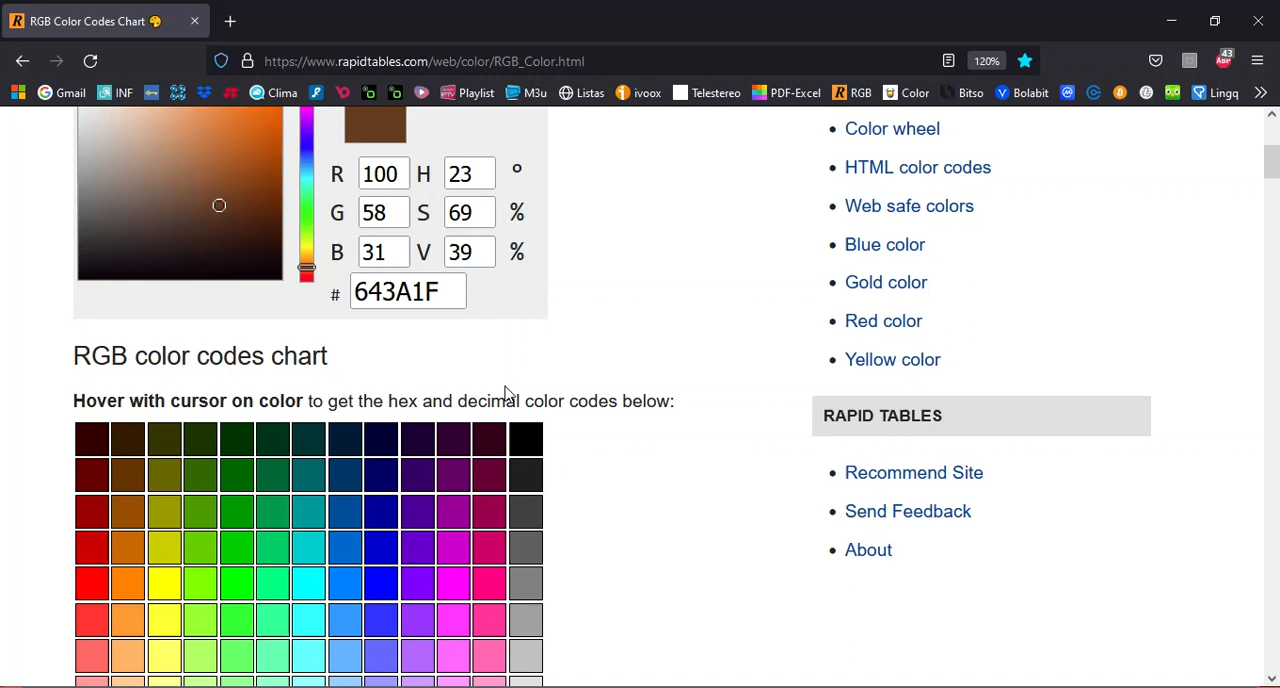 RGB Color Codes Chart
https://www.rapidtables.com/web/color/RGB_Color.html
120%
43
ABP
Gmail
INF
Clima
Playlist
M3u
Listas
ivoox
Telestereo
PDF-Excel
RGB
Color
Bitso
Bolabit
Lingq
R 100 H 23 º
G 58 S 69 %
B 31 V 39 %
# 643A1F
RGB color codes chart
Hover with cursor on color to get the hex and decimal color codes below:
Color wheel
HTML color codes
Web safe colors
Blue color
Gold color
Red color
Yellow color
RAPID TABLES
Recommend Site
Send Feedback
About